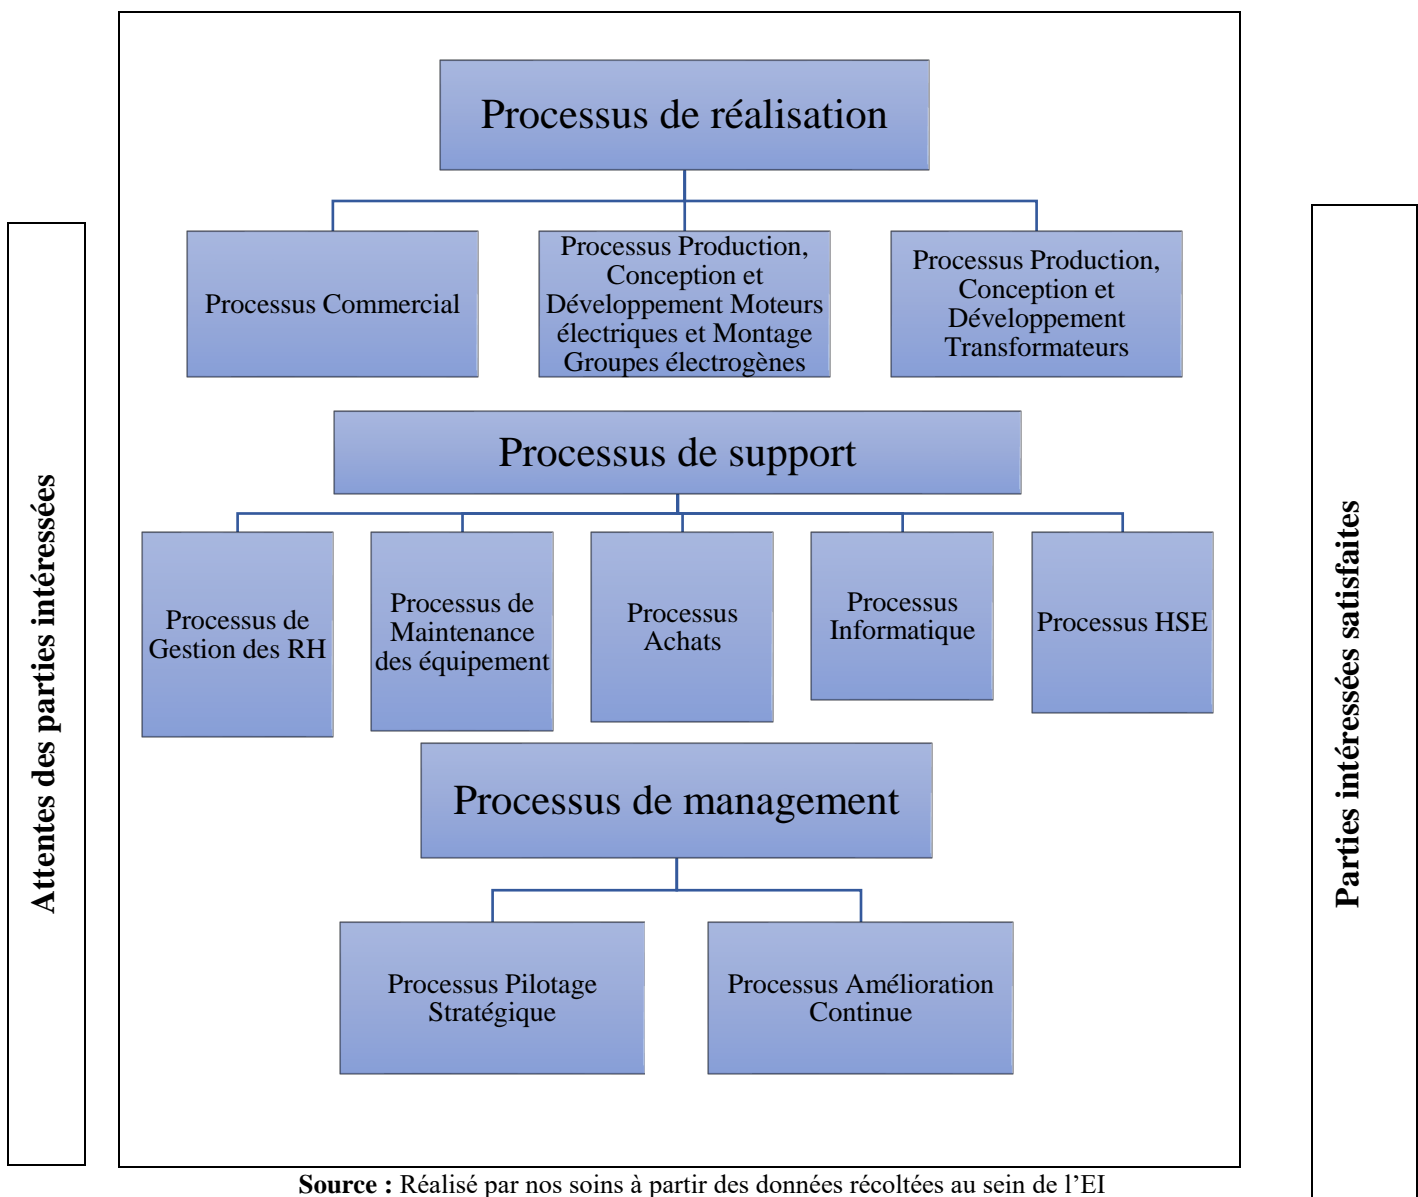 Attentes des parties intéressées
Processus de réalisation
Processus Commercial
Processus Production,
Conception et
Développement Moteurs
électriques et Montage
Groupes électrogènes
Processus Production,
Conception et
Développement
Transformateurs
Processus de support
Processus de
Gestion des RH
Processus de
Maintenance
des équipement
Processus
Achats
Processus
Informatique
Processus HSE
Processus de management
Processus Pilotage
Stratégique
Processus Amélioration
Continue
Parties intéressées satisfaites
Source : Réalisé par nos soins à partir des données récoltées au sein de l’EI